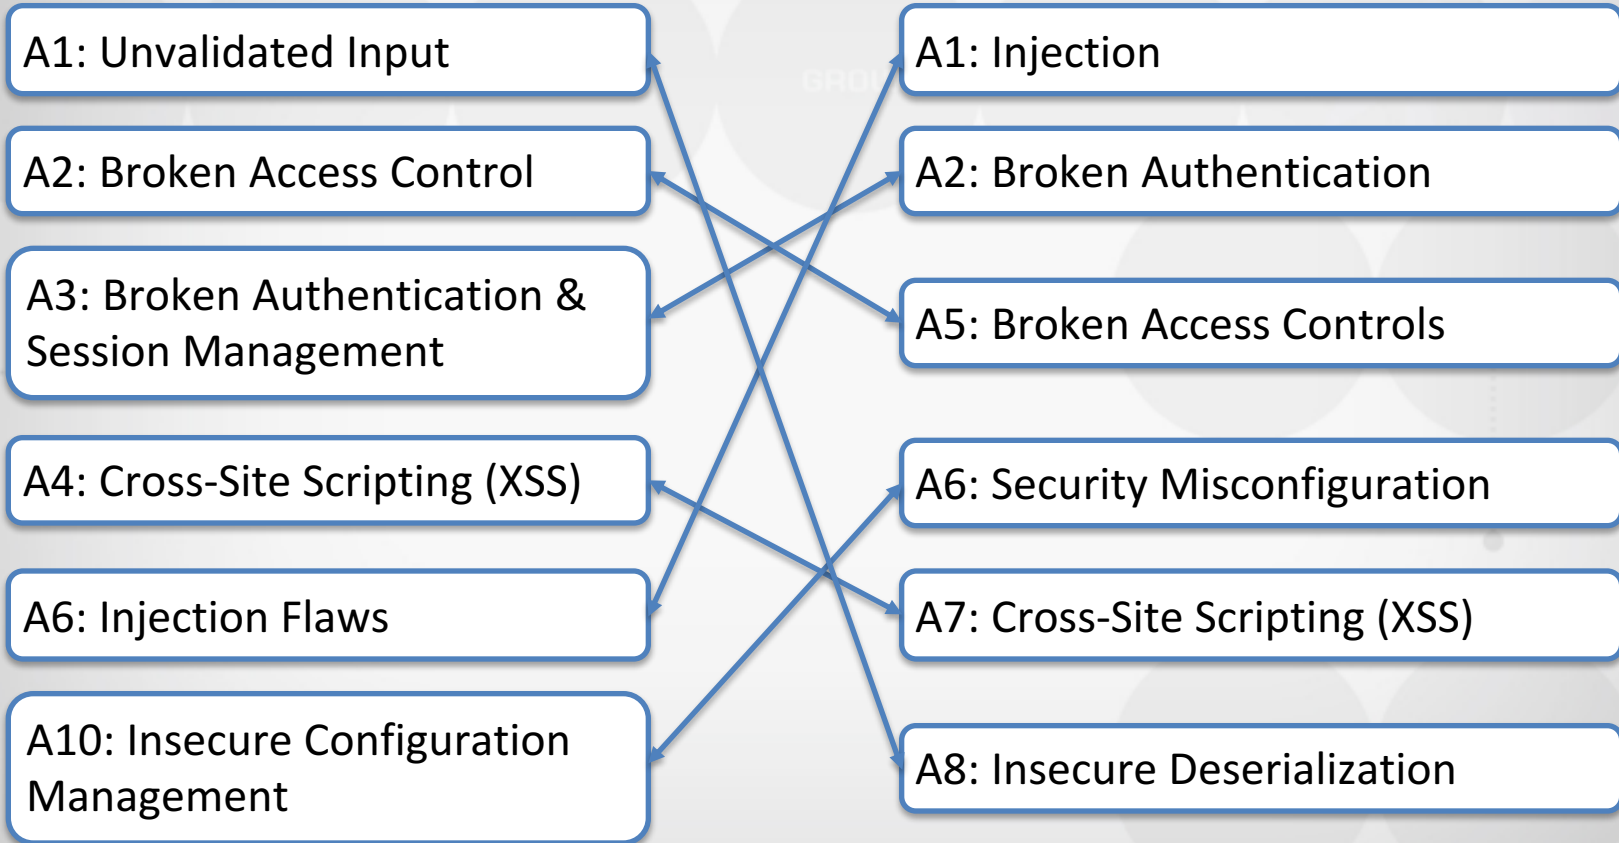 A1: Unvalidated Input
A2: Broken Access Control
A3: Broken Authentication &
Session Management
A4: Cross-Site Scripting (XSS)
A6: Injection Flaws
A10: Insecure Configuration
Management
A1: Injection
A2: Broken Authentication
A5: Broken Access Controls
A6: Security Misconfiguration
A7: Cross-Site Scripting (XSS)
A8: Insecure Deserialization